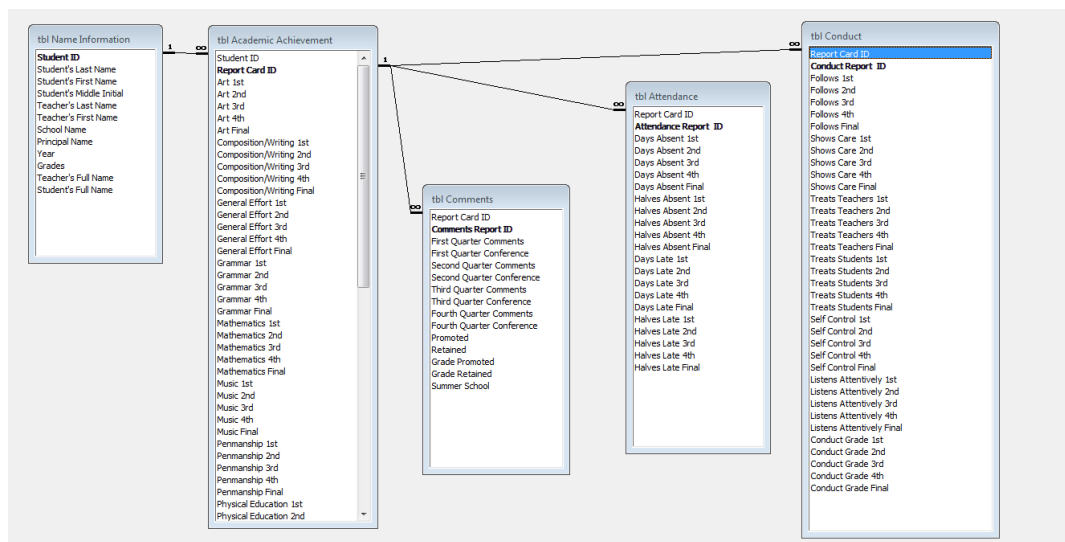 tbl Name Information
Student ID
Student's Last Name
Student's First Name
Student's Middle Initial
Teacher's Last Name
Teacher's First Name
School Name
Principal Name
Year
Grades
Teacher's Full Name
Student's Full Name
1
∞
tbl Academic Achievement
Student ID
Report Card ID
Art 1st
Art 2nd
Art 3rd
Art 4th
Art Final
Composition/Writing 1st
Composition/Writing 2nd
Composition/Writing 3rd
Composition/Writing 4th
Composition/Writing Final
General Effort 1st
General Effort 2nd
General Effort 3rd
General Effort 4th
General Effort Final
Grammar 1st
Grammar 2nd
Grammar 3rd
Grammar 4th
Grammar Final
Mathematics 1st
Mathematics 2nd
Mathematics 3rd
Mathematics 4th
Mathematics Final
Music 1st
Music 2nd
Music 3rd
Music 4th
Music Final
Penmanship 1st
Penmanship 2nd
Penmanship 3rd
Penmanship 4th
Penmanship Final
Physical Education 1st
Physical Education 2nd
1
∞
tbl Comments
Report Card ID
Comments Report ID
First Quarter Comments
First Quarter Conference
Second Quarter Comments
Second Quarter Conference
Third Quarter Comments
Third Quarter Conference
Fourth Quarter Comments
Fourth Quarter Conference
Promoted
Retained
Grade Promoted
Grade Retained
Summer School
∞
tbl Attendance
Report Card ID
Attendance Report ID
Days Absent 1st
Days Absent 2nd
Days Absent 3rd
Days Absent 4th
Days Absent Final
Halves Absent 1st
Halves Absent 2nd
Halves Absent 3rd
Halves Absent 4th
Halves Absent Final
Days Late 1st
Days Late 2nd
Days Late 3rd
Days Late 4th
Days Late Final
Halves Late 1st
Halves Late 2nd
Halves Late 3rd
Halves Late 4th
Halves Late Final
∞
tbl Conduct
Report Card ID
Conduct Report ID
Follows 1st
Follows 2nd
Follows 3rd
Follows 4th
Follows Final
Shows Care 1st
Shows Care 2nd
Shows Care 3rd
Shows Care 4th
Shows Care Final
Treats Teachers 1st
Treats Teachers 2nd
Treats Teachers 3rd
Treats Teachers 4th
Treats Teachers Final
Treats Students 1st
Treats Students 2nd
Treats Students 3rd
Treats Students 4th
Treats Students Final
Self Control 1st
Self Control 2nd
Self Control 3rd
Self Control 4th
Self Control Final
Listens Attentively 1st
Listens Attentively 2nd
Listens Attentively 3rd
Listens Attentively 4th
Listens Attentively Final
Conduct Grade 1st
Conduct Grade 2nd
Conduct Grade 3rd
Conduct Grade 4th
Conduct Grade Final